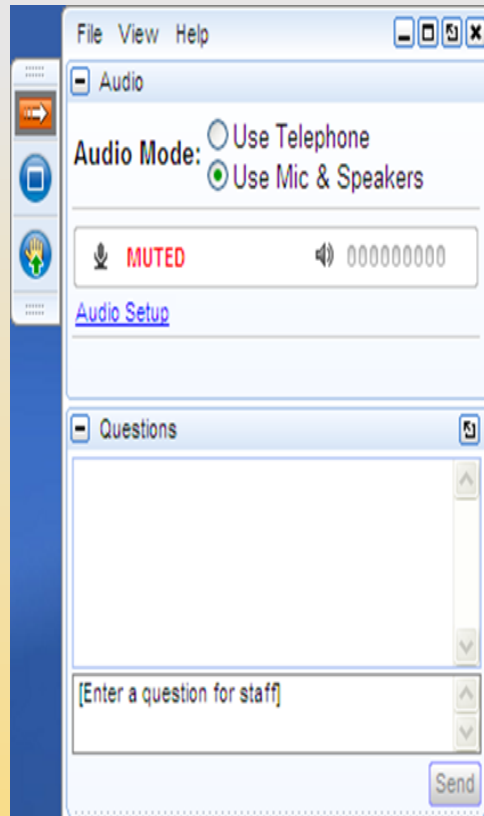 File View Help
Audio
Audio Mode:
Use Telephone
Use Mic & Speakers
MUTED
000000000
Audio Setup
Questions
[Enter a question for staff]
Send